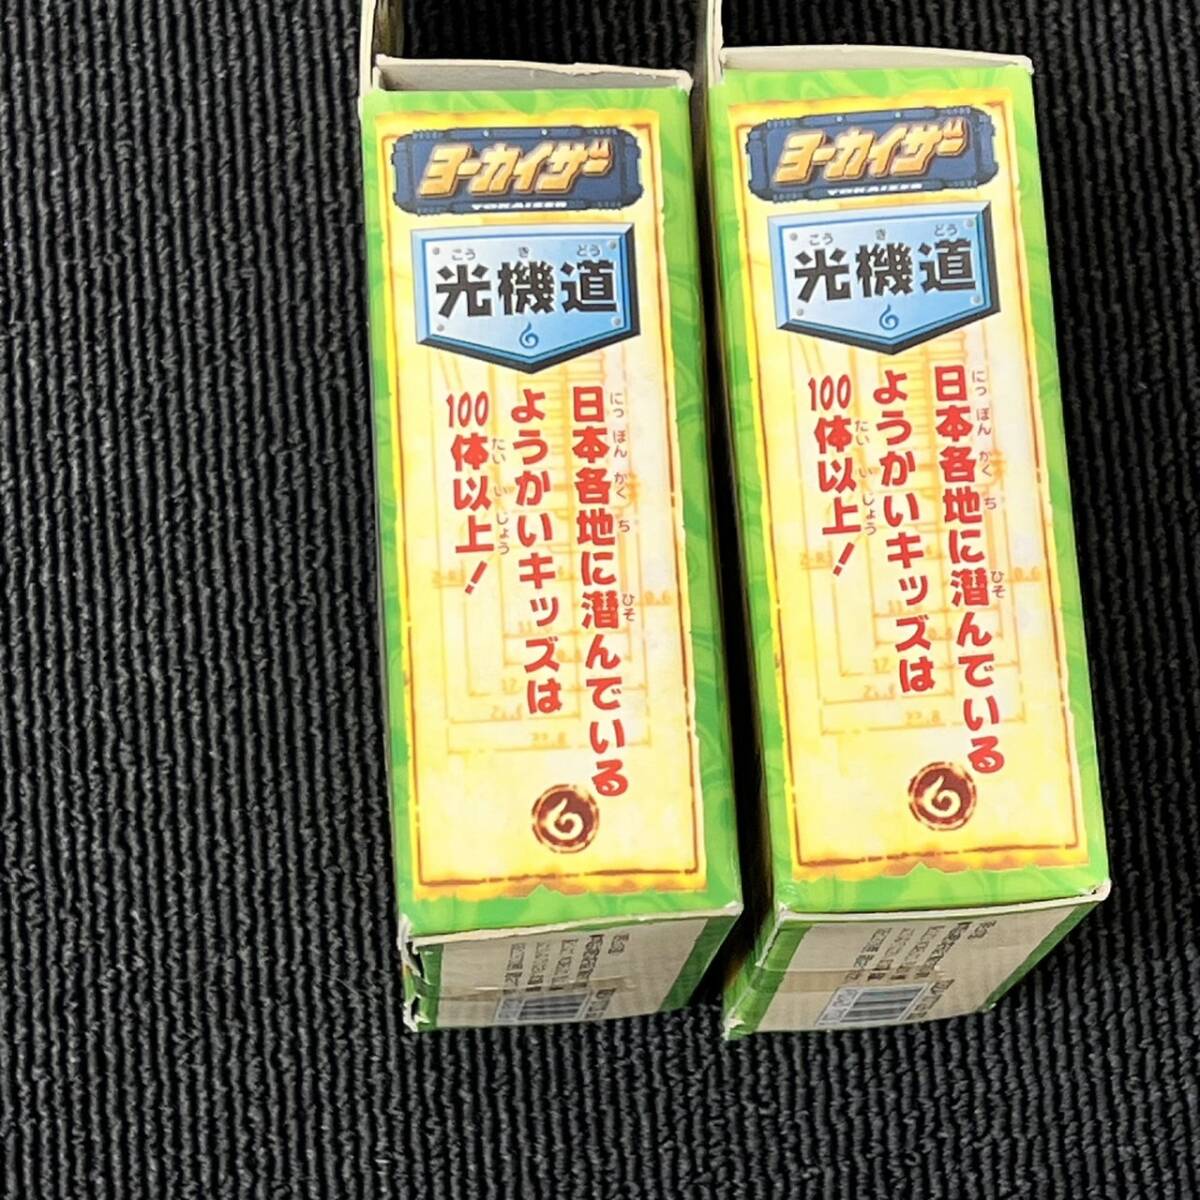 ヨーカイザー
YOKAIZER
こうきどう
光機道
にっぽんかくち ひそ
日本各地に潜んでいる
ようかいキッズは
たいいじょう
100体以上!
ヨーカイザー
YOKAIZER
こうきどう
光機道
にっぽんかくち ひそ
日本各地に潜んでいる
ようかいキッズは
たいいじょう
100体以上!